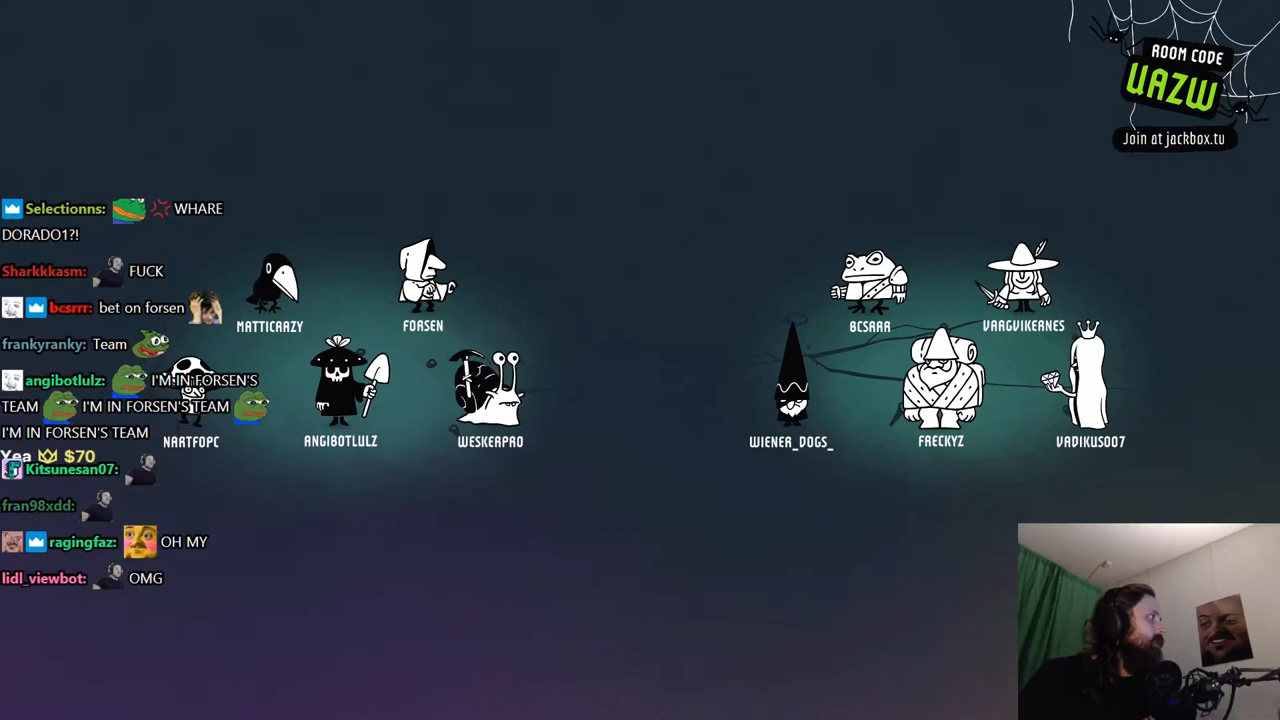 ROOM CODE
UAZW
Join at jackbox.tv
Selectionns: WHARE
DORADO1?!
Sharkkkasm: FUCK
bcsrrr: bet on forsen
frankyranky: Team
angibotlulz: I'M IN FORSEN'S
TEAM I'M IN FORSEN'S TEAM
I'M IN FORSEN'S TEAM
Yea $70
Kitsunesan07:
fran98xdd:
ragingfaz: OH MY
lidl_viewbot: OMG
MATTICRAZY
FORSEN
NARTFOPC
ANGIBOTLULZ
WESKERPRO
BCSRRR
VARGVIKERNES
WIENER_DOGS_
FRECKYZ
VADIKUS007